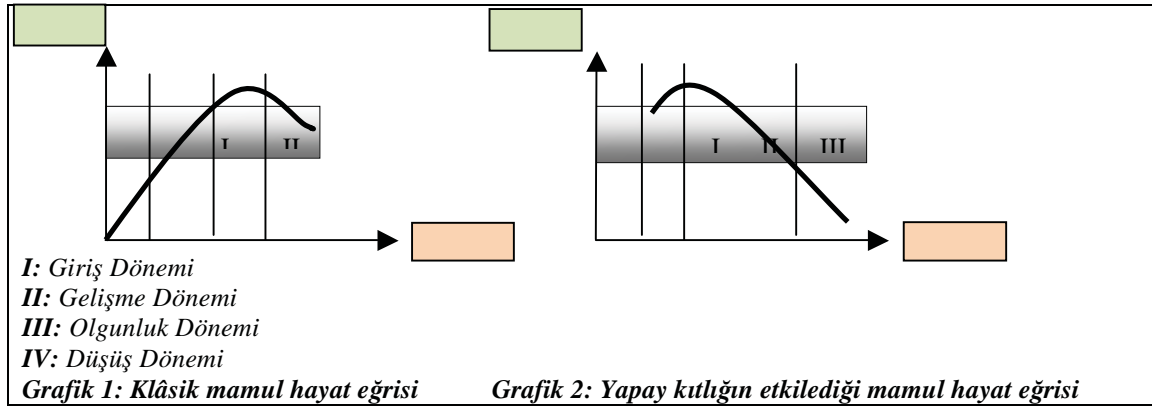 I II
I II III
I: Giriş Dönemi
II: Gelişme Dönemi
III: Olgunluk Dönemi
IV: Düşüş Dönemi
Grafik 1: Klâsik mamul hayat eğrisi Grafik 2: Yapay kıtlığın etkilediği mamul hayat eğrisi